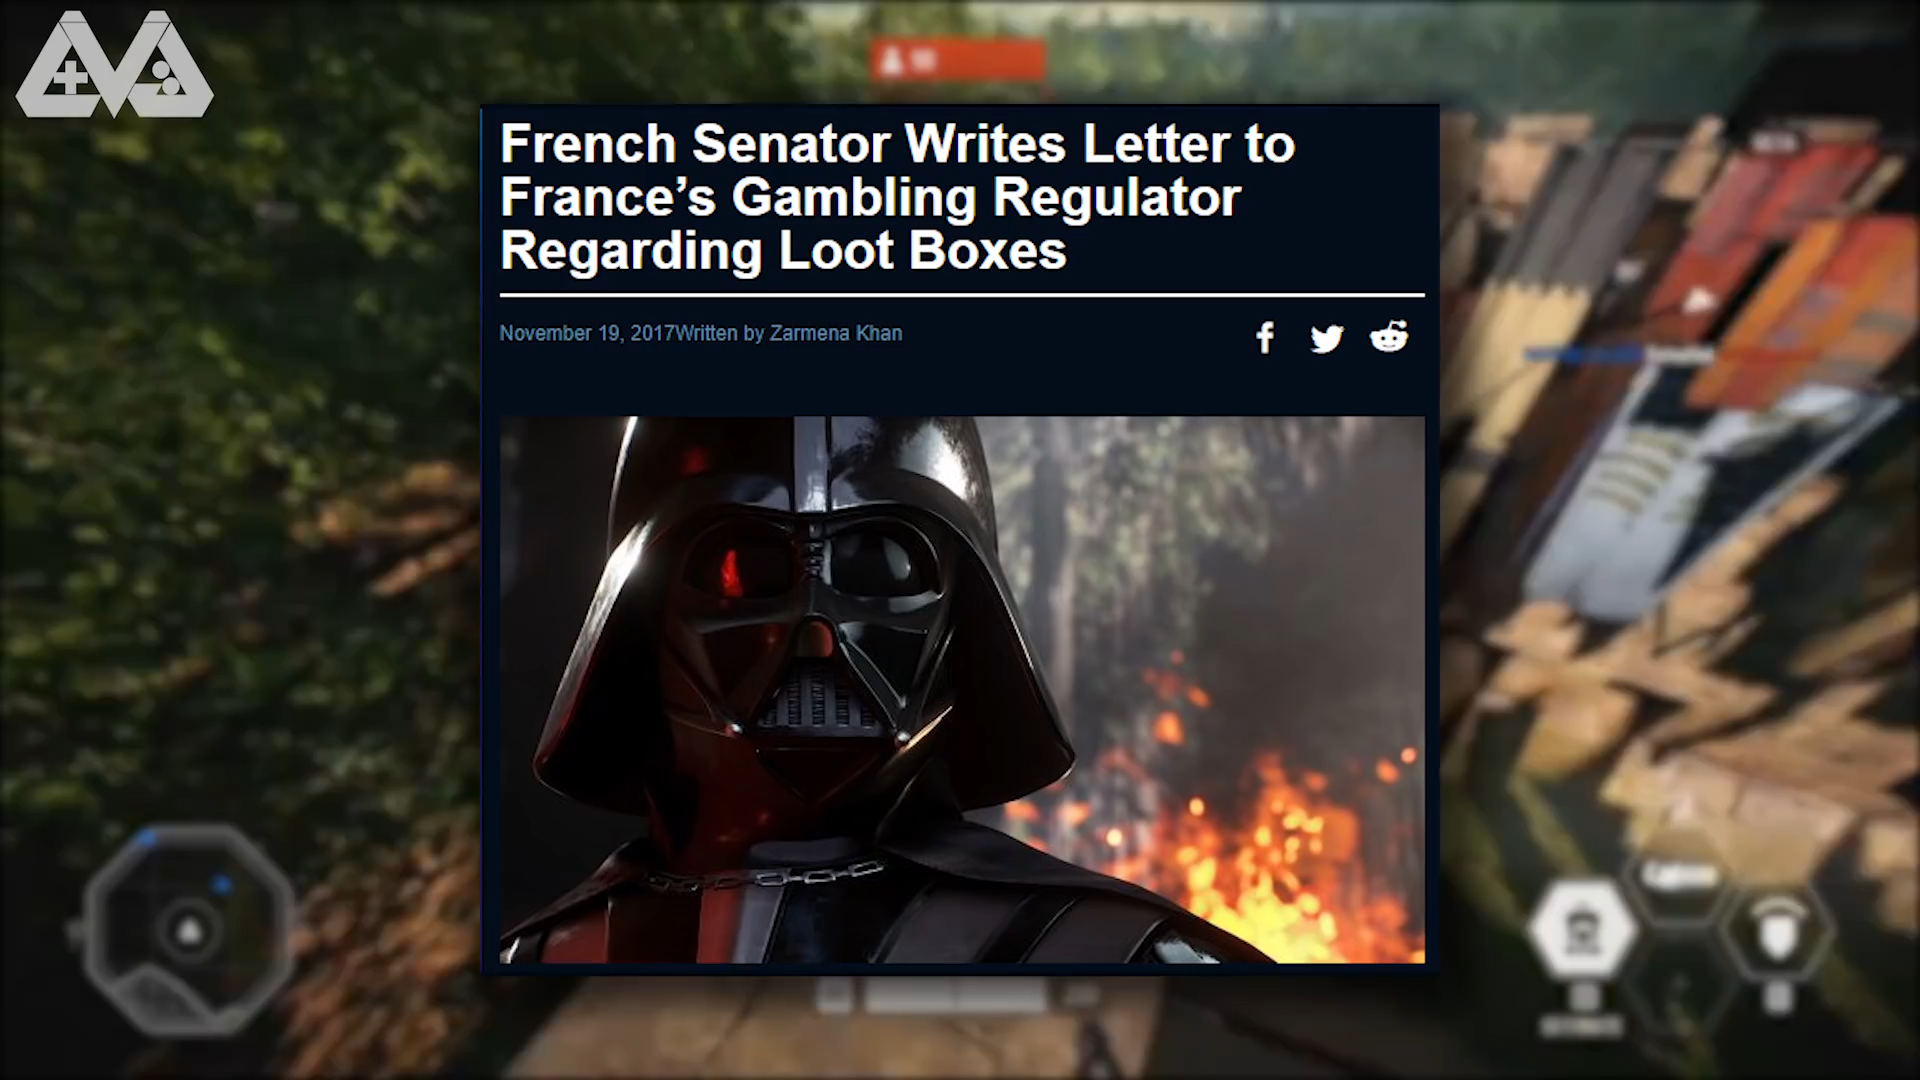 French Senator Writes Letter to
France’s Gambling Regulator
Regarding Loot Boxes
November 19, 2017Written by Zarmena Khan